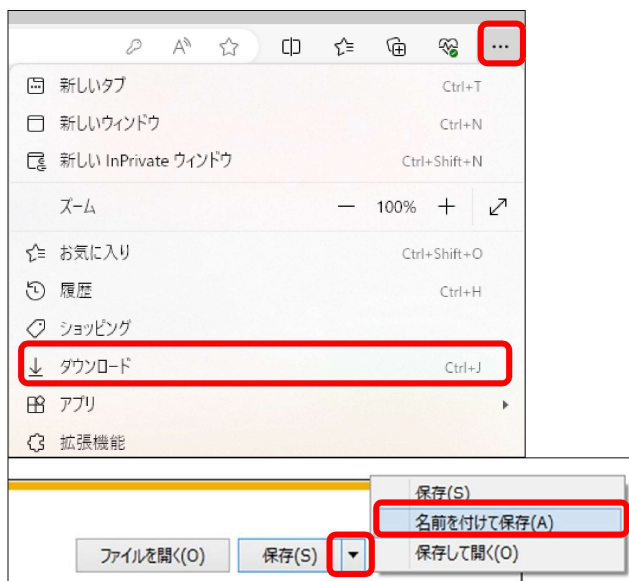 新しいタブ Ctrl+T
新しいウィンドウ Ctrl+N
新しい InPrivate ウィンドウ Ctrl+Shift+N
ズーム 100%
お気に入り Ctrl+Shift+O
履歴 Ctrl+H
ショッピング
ダウンロード Ctrl+J
アプリ
拡張機能
保存(S)
名前を付けて保存(A)
ファイルを開く(O) 保存(S) 保存して開く(O)